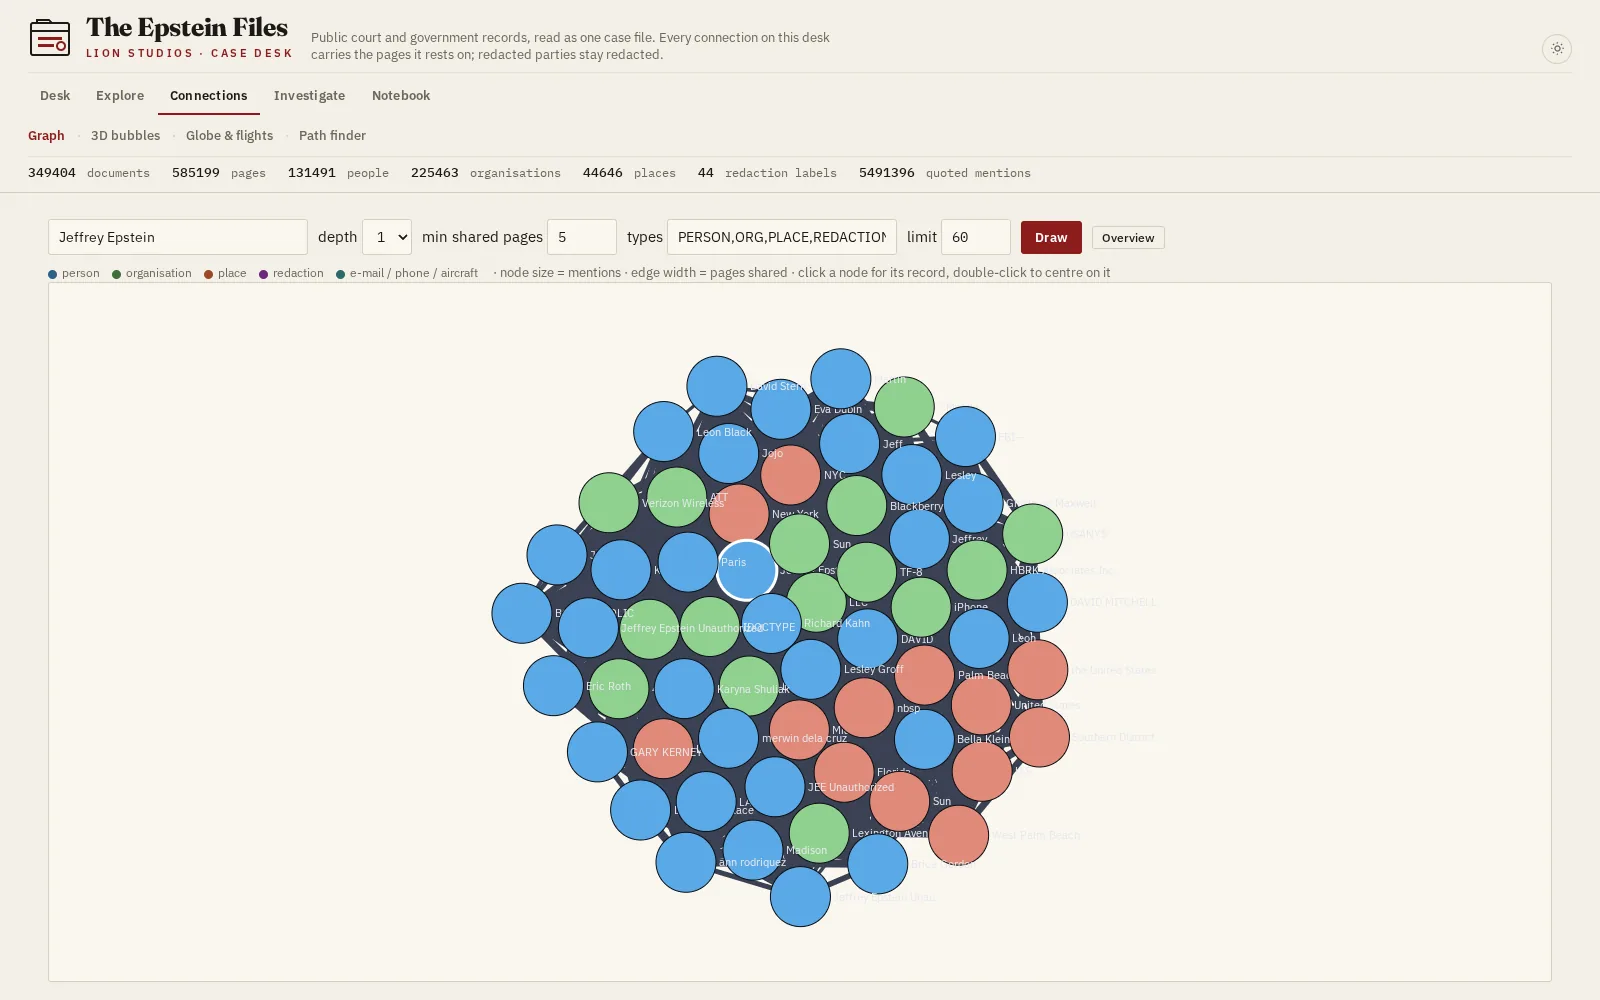 The Epstein Files
LION STUDIOS · CASE DESK
Public court and government records, read as one case file. Every connection on this desk
carries the pages it rests on; redacted parties stay redacted.
Desk Explore Connections Investigate Notebook
Graph · 3D bubbles · Globe & flights · Path finder
349404 documents 585199 pages 131491 people 225463 organisations 44646 places 44 redaction labels 5491396 quoted mentions
Jeffrey Epstein depth 1 min shared pages 5 types PERSON,ORG,PLACE,REDACTION limit 60 Draw Overview
person organisation place redaction e-mail / phone / aircraft · node size = mentions · edge width = pages shared · click a node for its record, double-click to centre on it
Eva Dubin
Leon Black
Jeff
Jojo
NYC
Lesley
ATT
Verizon Wireless
Blackberry
Maxwell
New York
Jeffrey
Sun
Paris
TF-8
HBRK
LLC
DAVID MITCHELL
iPhone
Richard Kahn
DOCTYPE
Jeffrey Epstein Unauthorized
DAVID
Leon
Lesley Groff
Palm Beac
Eric Roth
Karyna Shuliak
nbsp
merwin dela cruz
Bella Klein
GARY KERNEY
Florida
JEE Unauthorized
Sun
Lexington Aven
West Palm Beach
Madison
ann rodriquez